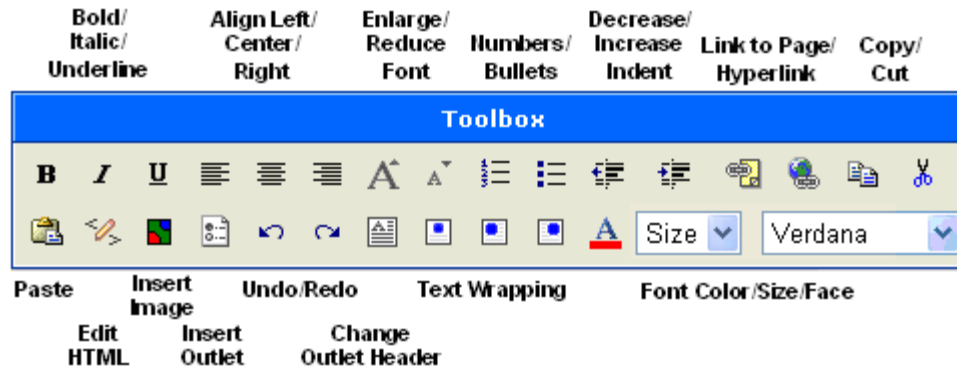 Bold/ Align Left/ Enlarge/ Decrease/
Italic/ Center/ Reduce Numbers/ Increase Link to Page/ Copy/
Underline Right Font Bullets Indent Hyperlink Cut
Toolbox
B I U A A
A Size Verdana
Paste Insert Undo/Redo Text Wrapping Font Color/Size/Face
Image
Edit Insert Change
HTML Outlet Outlet Header